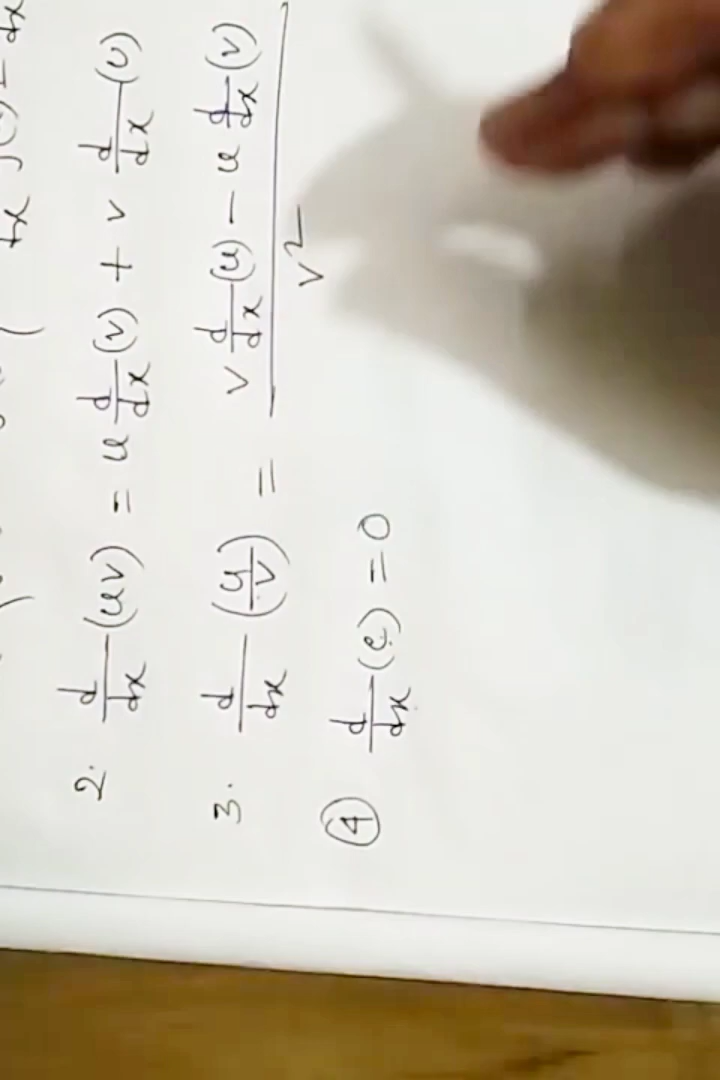 2. d/dx (uv) = u d/dx (v) + v d/dx (u)
3. d/dx (u/v) = (v d/dx (u) - u d/dx (v)) / v²
④ d/dx (c) = 0